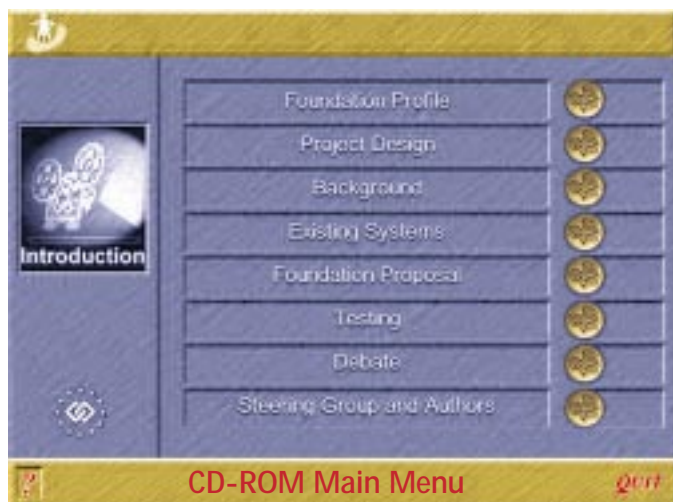 Foundation Profile
Project Design
Background
Existing Systems
Introduction
Foundation Proposal
Testing
Debate
Steering Group and Authors
?
CD-ROM Main Menu
QUIT